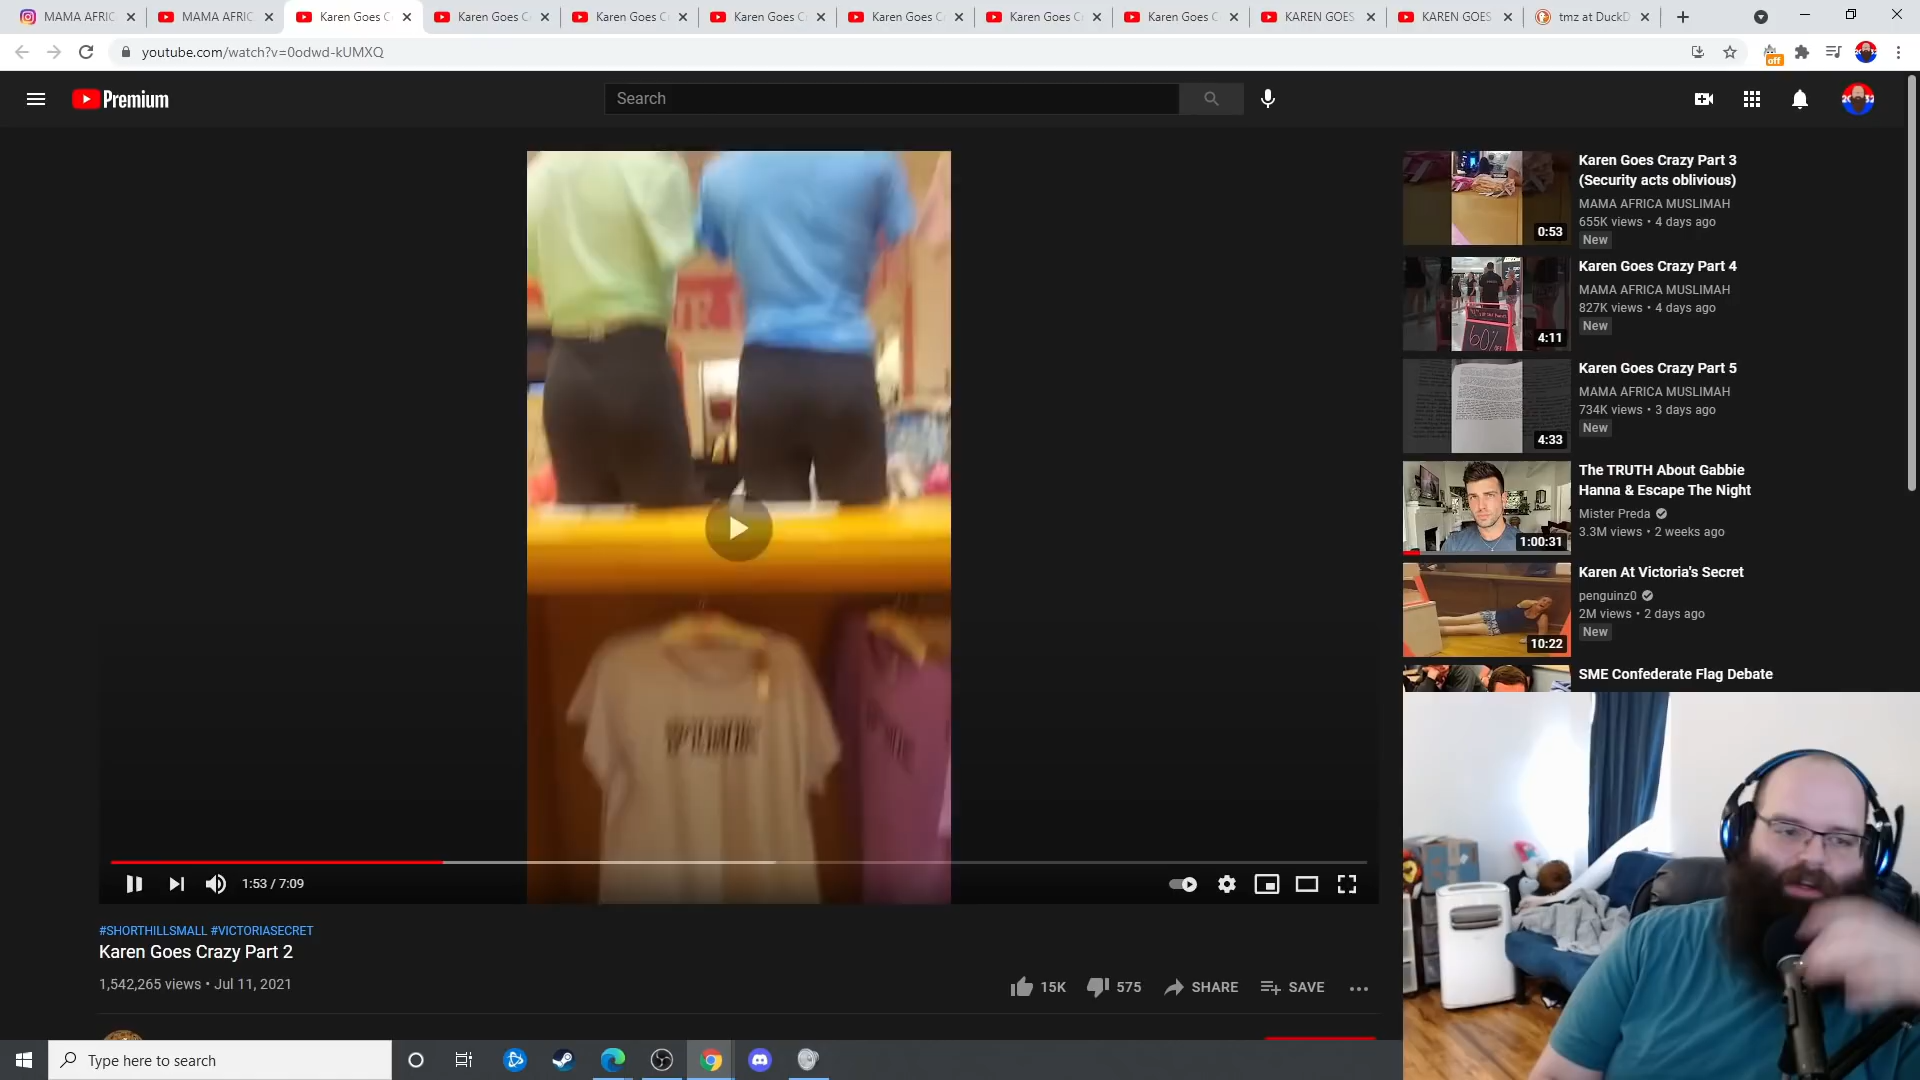 MAMA AFRIC
MAMA AFRIC
Karen Goes C
Karen Goes C
Karen Goes C
Karen Goes C
Karen Goes C
Karen Goes C
Karen Goes C
KAREN GOES
KAREN GOES
tmz at DuckD
youtube.com/watch?v=0odwd-kUMXQ
off
Premium
Search
Karen Goes Crazy Part 3
(Security acts oblivious)
MAMA AFRICA MUSLIMAH
655K views • 4 days ago
0:53
New
Karen Goes Crazy Part 4
MAMA AFRICA MUSLIMAH
827K views • 4 days ago
New
60%
4:11
Karen Goes Crazy Part 5
MAMA AFRICA MUSLIMAH
734K views • 3 days ago
New
4:33
The TRUTH About Gabbie
Hanna & Escape The Night
Mister Preda
3.3M views • 2 weeks ago
1:00:31
Karen At Victoria's Secret
penguinz0
2M views • 2 days ago
New
10:22
SME Confederate Flag Debate
1:53 / 7:09
#SHORTHILLSMALL #VICTORIASECRET
Karen Goes Crazy Part 2
1,542,265 views • Jul 11, 2021
15K
575
SHARE
SAVE
Type here to search